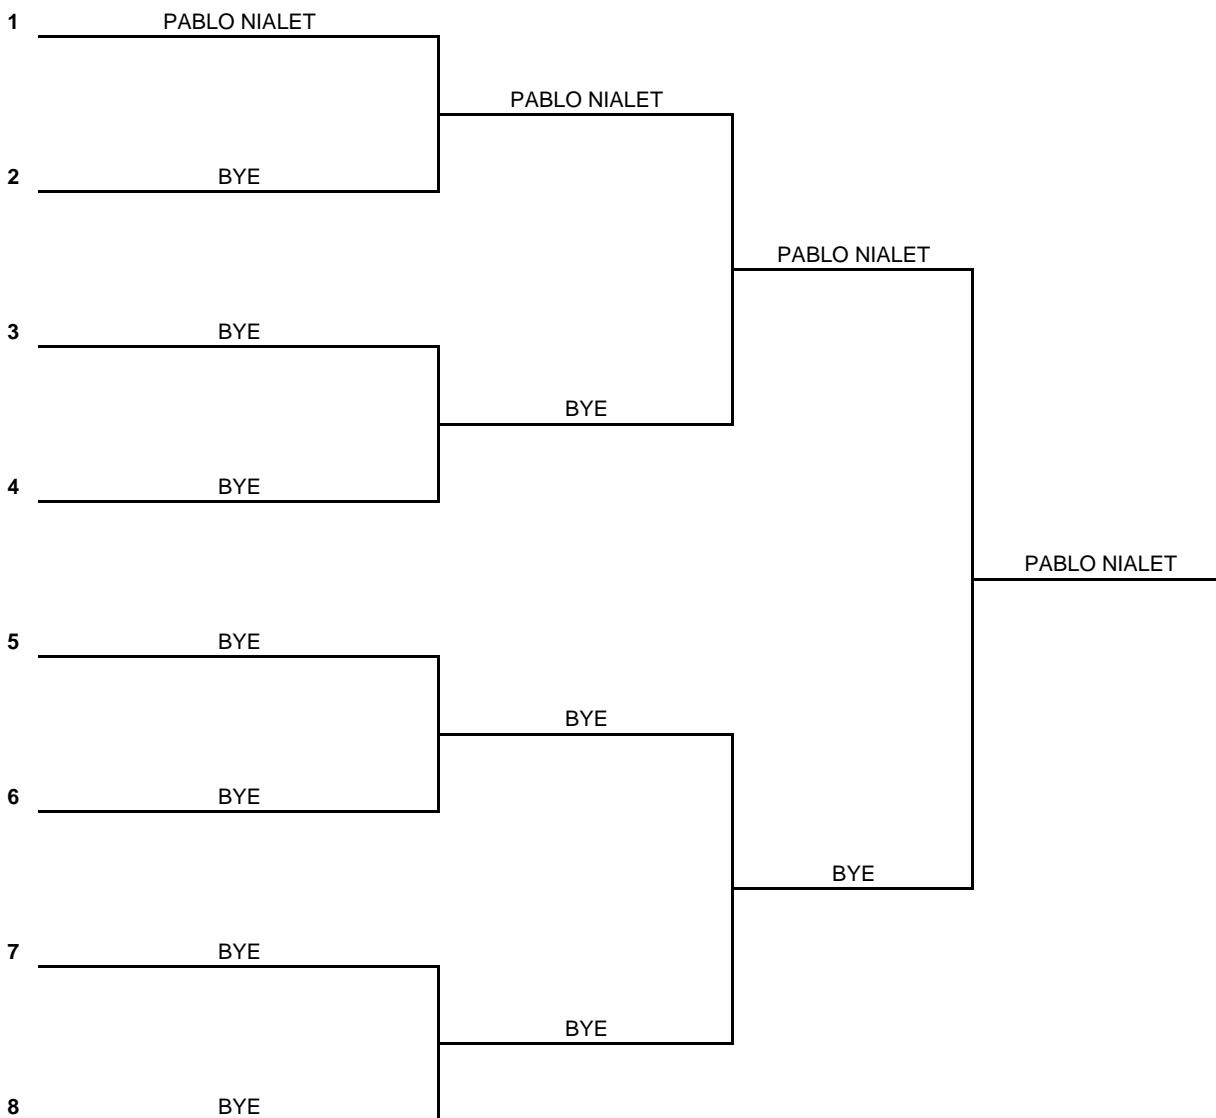 1 PABLO NIALET
PABLO NIALET
2 BYE
PABLO NIALET
3 BYE
BYE
4 BYE
PABLO NIALET
5 BYE
BYE
6 BYE
BYE
7 BYE
BYE
8 BYE